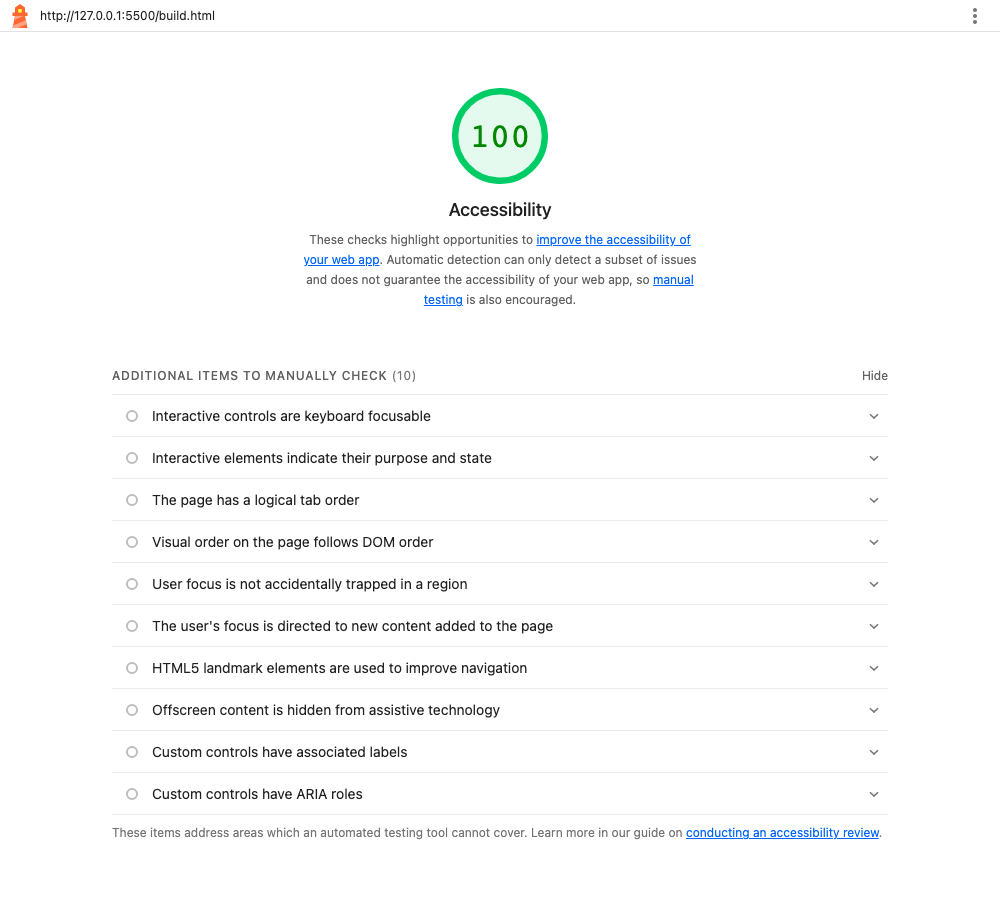 http://127.0.0.1:5500/build.html
100
Accessibility
These checks highlight opportunities to improve the accessibility of
your web app. Automatic detection can only detect a subset of issues
and does not guarantee the accessibility of your web app, so manual
testing is also encouraged.
ADDITIONAL ITEMS TO MANUALLY CHECK (10)
Hide
Interactive controls are keyboard focusable
Interactive elements indicate their purpose and state
The page has a logical tab order
Visual order on the page follows DOM order
User focus is not accidentally trapped in a region
The user's focus is directed to new content added to the page
HTML5 landmark elements are used to improve navigation
Offscreen content is hidden from assistive technology
Custom controls have associated labels
Custom controls have ARIA roles
These items address areas which an automated testing tool cannot cover. Learn more in our guide on conducting an accessibility review.